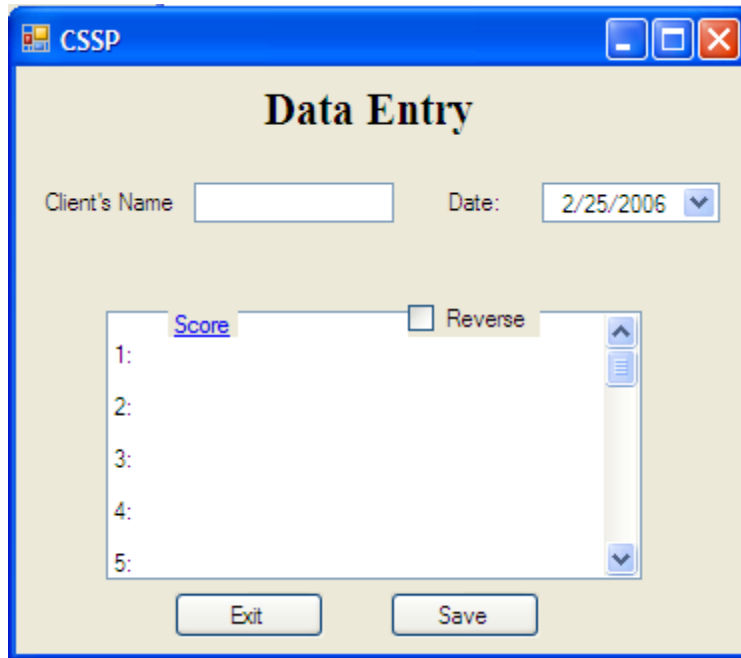 CSSP
Data Entry
Client's Name Date: 2/25/2006
Score Reverse
1:
2:
3:
4:
5:
Exit Save